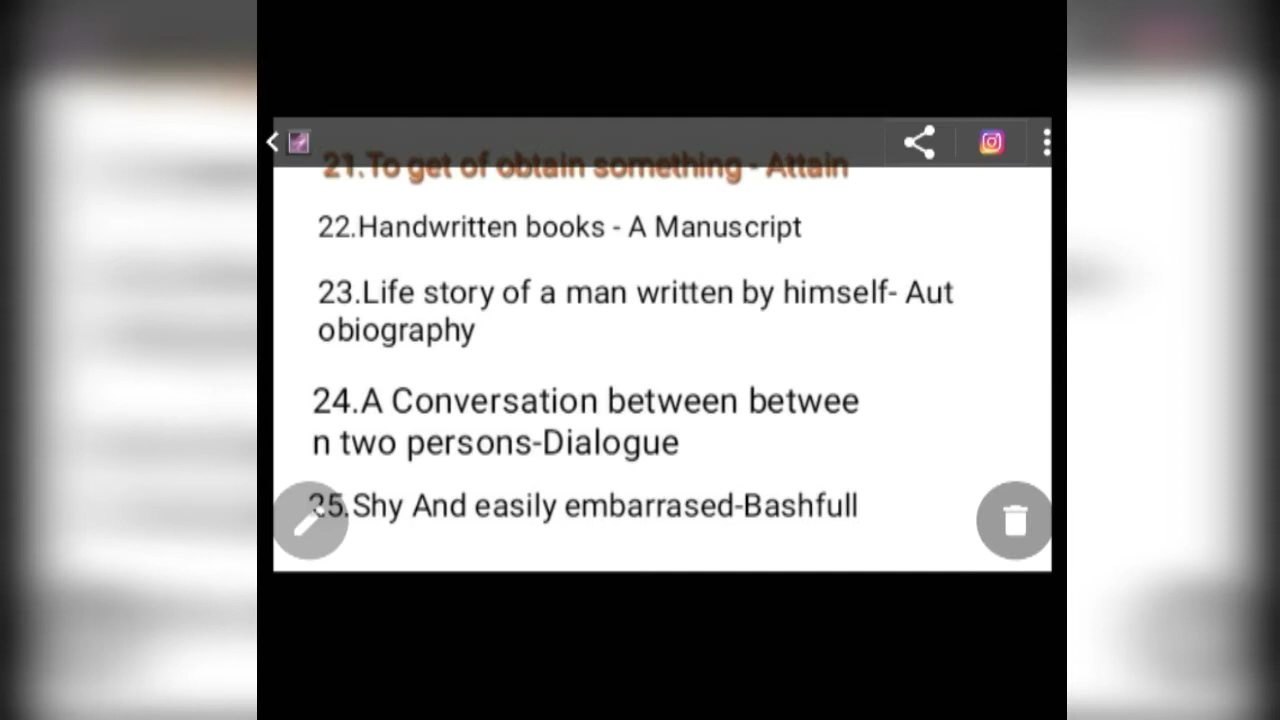 21.To get of obtain something - Attain
22.Handwritten books - A Manuscript
23.Life story of a man written by himself- Aut
obiography
24.A Conversation between betwee
n two persons-Dialogue
25.Shy And easily embarrased-Bashfull